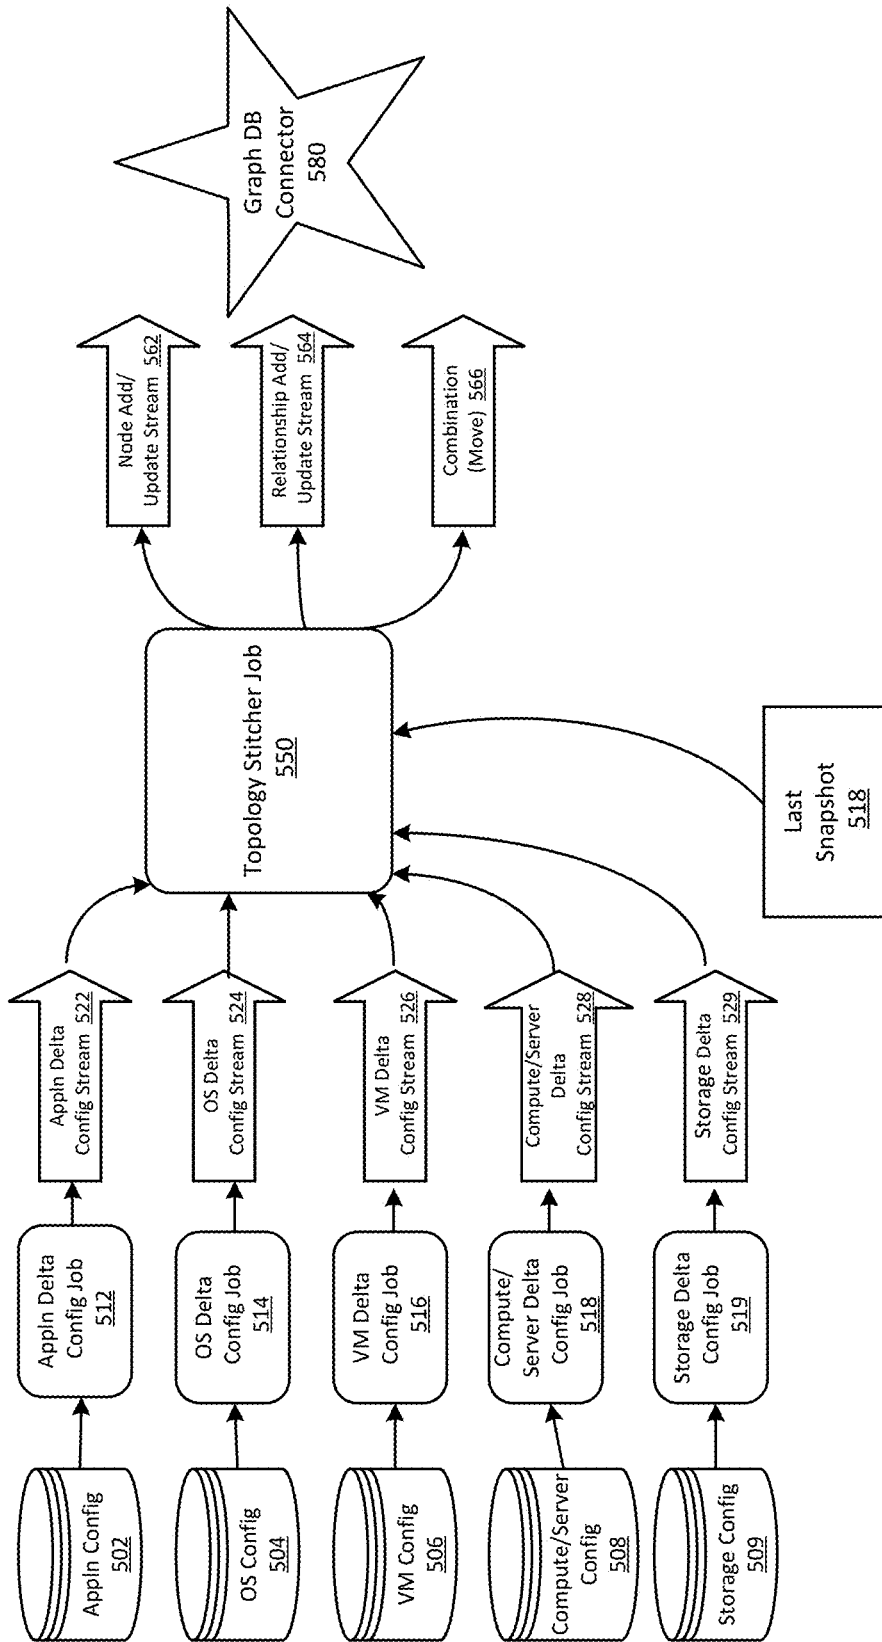 Appln Config
502
OS Config
504
VM Config
506
Compute/Server
Config
508
Storage Config
509
Appln Delta
Config Job
512
OS Delta
Config Job
514
VM Delta
Config Job
516
Compute/
Server Delta
Config Job
518
Storage Delta
Config Job
519
Appln Delta
Config Stream 522
OS Delta
Config Stream 524
VM Delta
Config Stream 526
Compute/Server
Delta
Config Stream 528
Storage Delta
Config Stream 529
Topology Stitcher Job
550
Last
Snapshot
518
Node Add/
Update Stream 562
Relationship Add/
Update Stream 564
Combination
(Move) 566
Graph DB
Connector
580